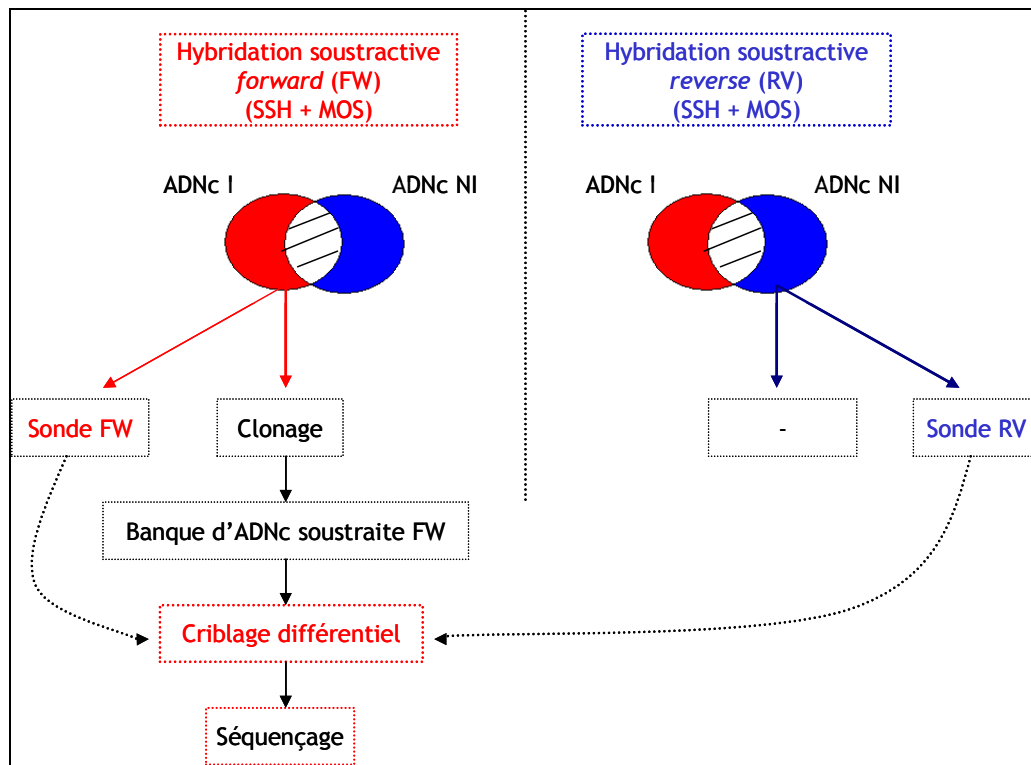 Hybridation soustractive
forward (FW)
(SSH + MOS)
Hybridation soustractive
reverse (RV)
(SSH + MOS)
ADNc I
ADNc NI
ADNc I
ADNc NI
Sonde FW
Clonage
-
Sonde RV
Banque d’ADNc soustraite FW
Criblage différentiel
Séquençage